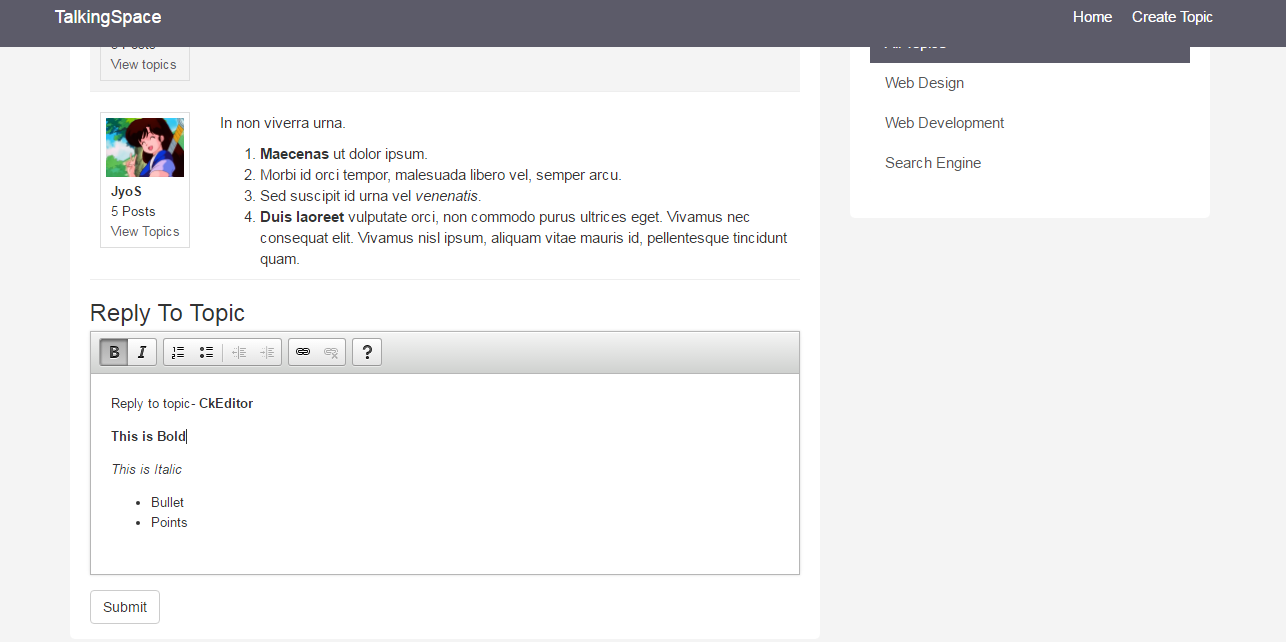 TalkingSpace
Home
Create Topic
5 Posts
View topics
In non viverra urna.
1. Maecenas ut dolor ipsum.
2. Morbi id orci tempor, malesuada libero vel, semper arcu.
3. Sed suscipit id urna vel venenatis.
4. Duis laoreet vulputate orci, non commodo purus ultrices eget. Vivamus nec
consequat elit. Vivamus nisl ipsum, aliquam vitae mauris id, pellentesque tincidunt
quam.
JyoS
5 Posts
View Topics
Reply To Topic
B I ?
Reply to topic- CkEditor
This is Bold
This is Italic
• Bullet
• Points
Submit
All Topics
Web Design
Web Development
Search Engine